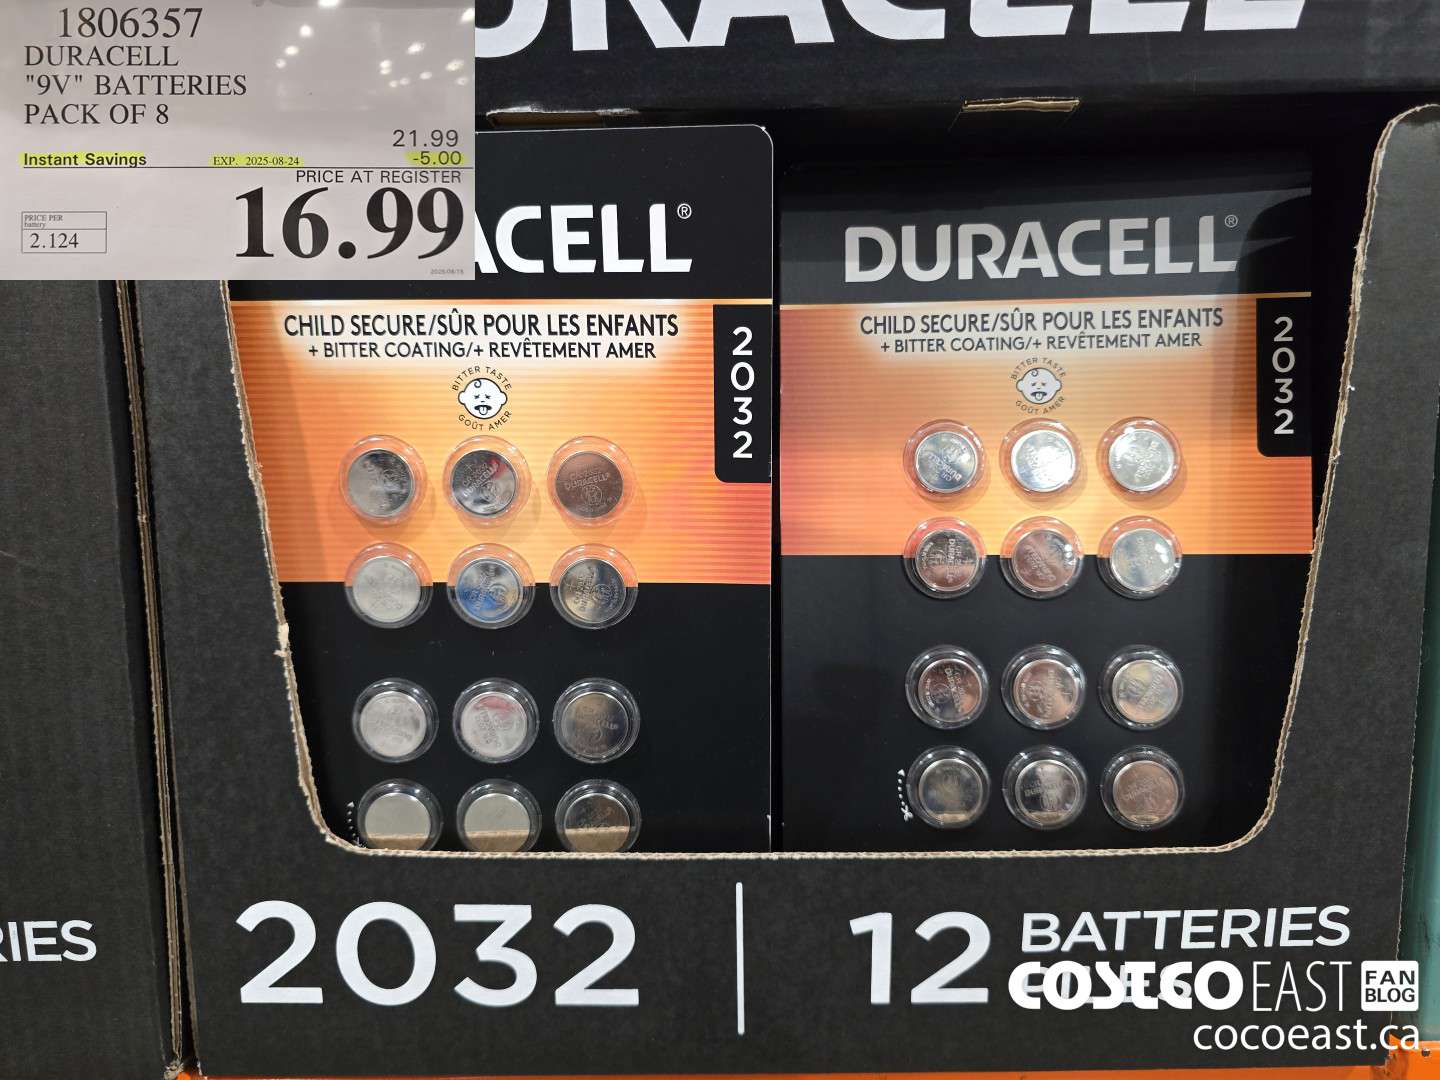 1806357
DURACELL
"9V" BATTERIES
PACK OF 8
21.99
Instant Savings EXP. 2025-08-24 -5.00
PRICE AT REGISTER
16.99
PRICE PER
battery
2.124
DURACELL
ACELL®
CHILD SECURE/SÛR POUR LES ENFANTS
+ BITTER COATING/+ REVÊTEMENT AMER
BITTER TASTE
GOÛT AMER
2032
DURACELL®
CHILD SECURE/SÛR POUR LES ENFANTS
+ BITTER COATING/+ REVÊTEMENT AMER
BITTER TASTE
GOÛT AMER
2032
RIES
2032 | 12 BATTERIES
PILES
COSTCO EAST FAN BLOG
cocoeast.ca